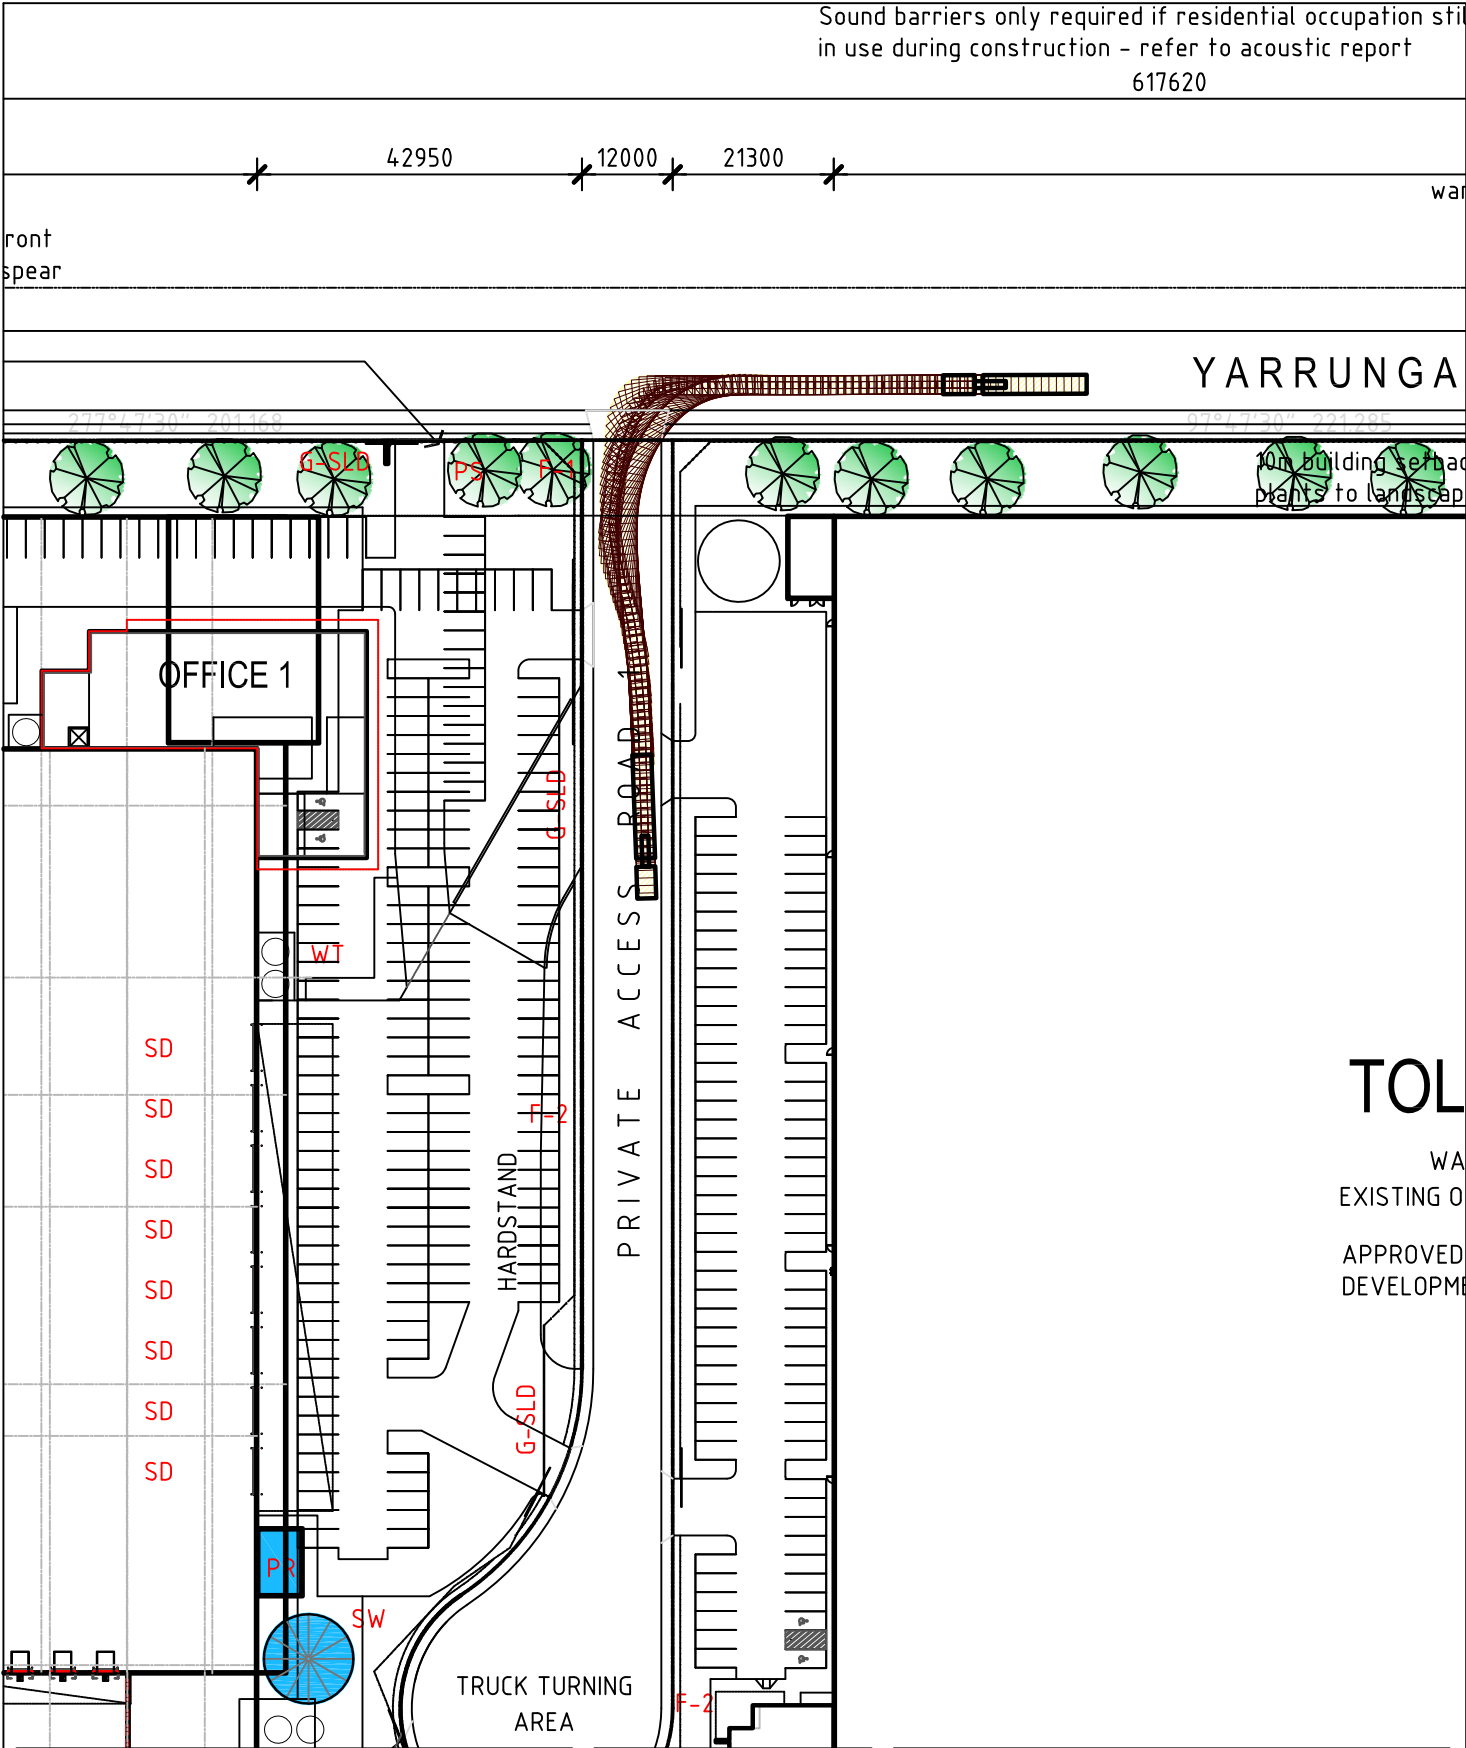 Sound barriers only required if residential occupation stil
in use during construction – refer to acoustic report
617620
42950
12000
21300
war
ront
spear
YARRUNGA
277°47'30" 201.168
97°47'30" 221.285
G-SLD
PS
F-1
10m building setbac
plants to landscap
OFFICE 1
G-SLD
PRIVATE ACCESS ROAD 1
WT
SD
SD
SD
SD
SD
SD
SD
SD
F-2
HARDSTAND
G-SLD
TOL
WA
EXISTING O
APPROVED
DEVELOPME
PR
SW
TRUCK TURNING
AREA
F-2